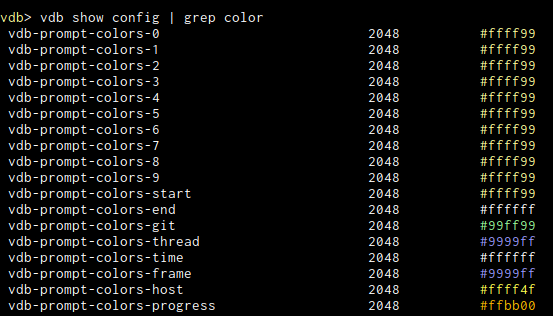 vdb> vdb show config | grep color
vdb-prompt-colors-0 2048 #ffff99
vdb-prompt-colors-1 2048 #ffff99
vdb-prompt-colors-2 2048 #ffff99
vdb-prompt-colors-3 2048 #ffff99
vdb-prompt-colors-4 2048 #ffff99
vdb-prompt-colors-5 2048 #ffff99
vdb-prompt-colors-6 2048 #ffff99
vdb-prompt-colors-7 2048 #ffff99
vdb-prompt-colors-8 2048 #ffff99
vdb-prompt-colors-9 2048 #ffff99
vdb-prompt-colors-start 2048 #ffff99
vdb-prompt-colors-end 2048 #ffffff
vdb-prompt-colors-git 2048 #99ff99
vdb-prompt-colors-thread 2048 #9999ff
vdb-prompt-colors-time 2048 #ffffff
vdb-prompt-colors-frame 2048 #9999ff
vdb-prompt-colors-host 2048 #ffff4f
vdb-prompt-colors-progress 2048 #ffbb00